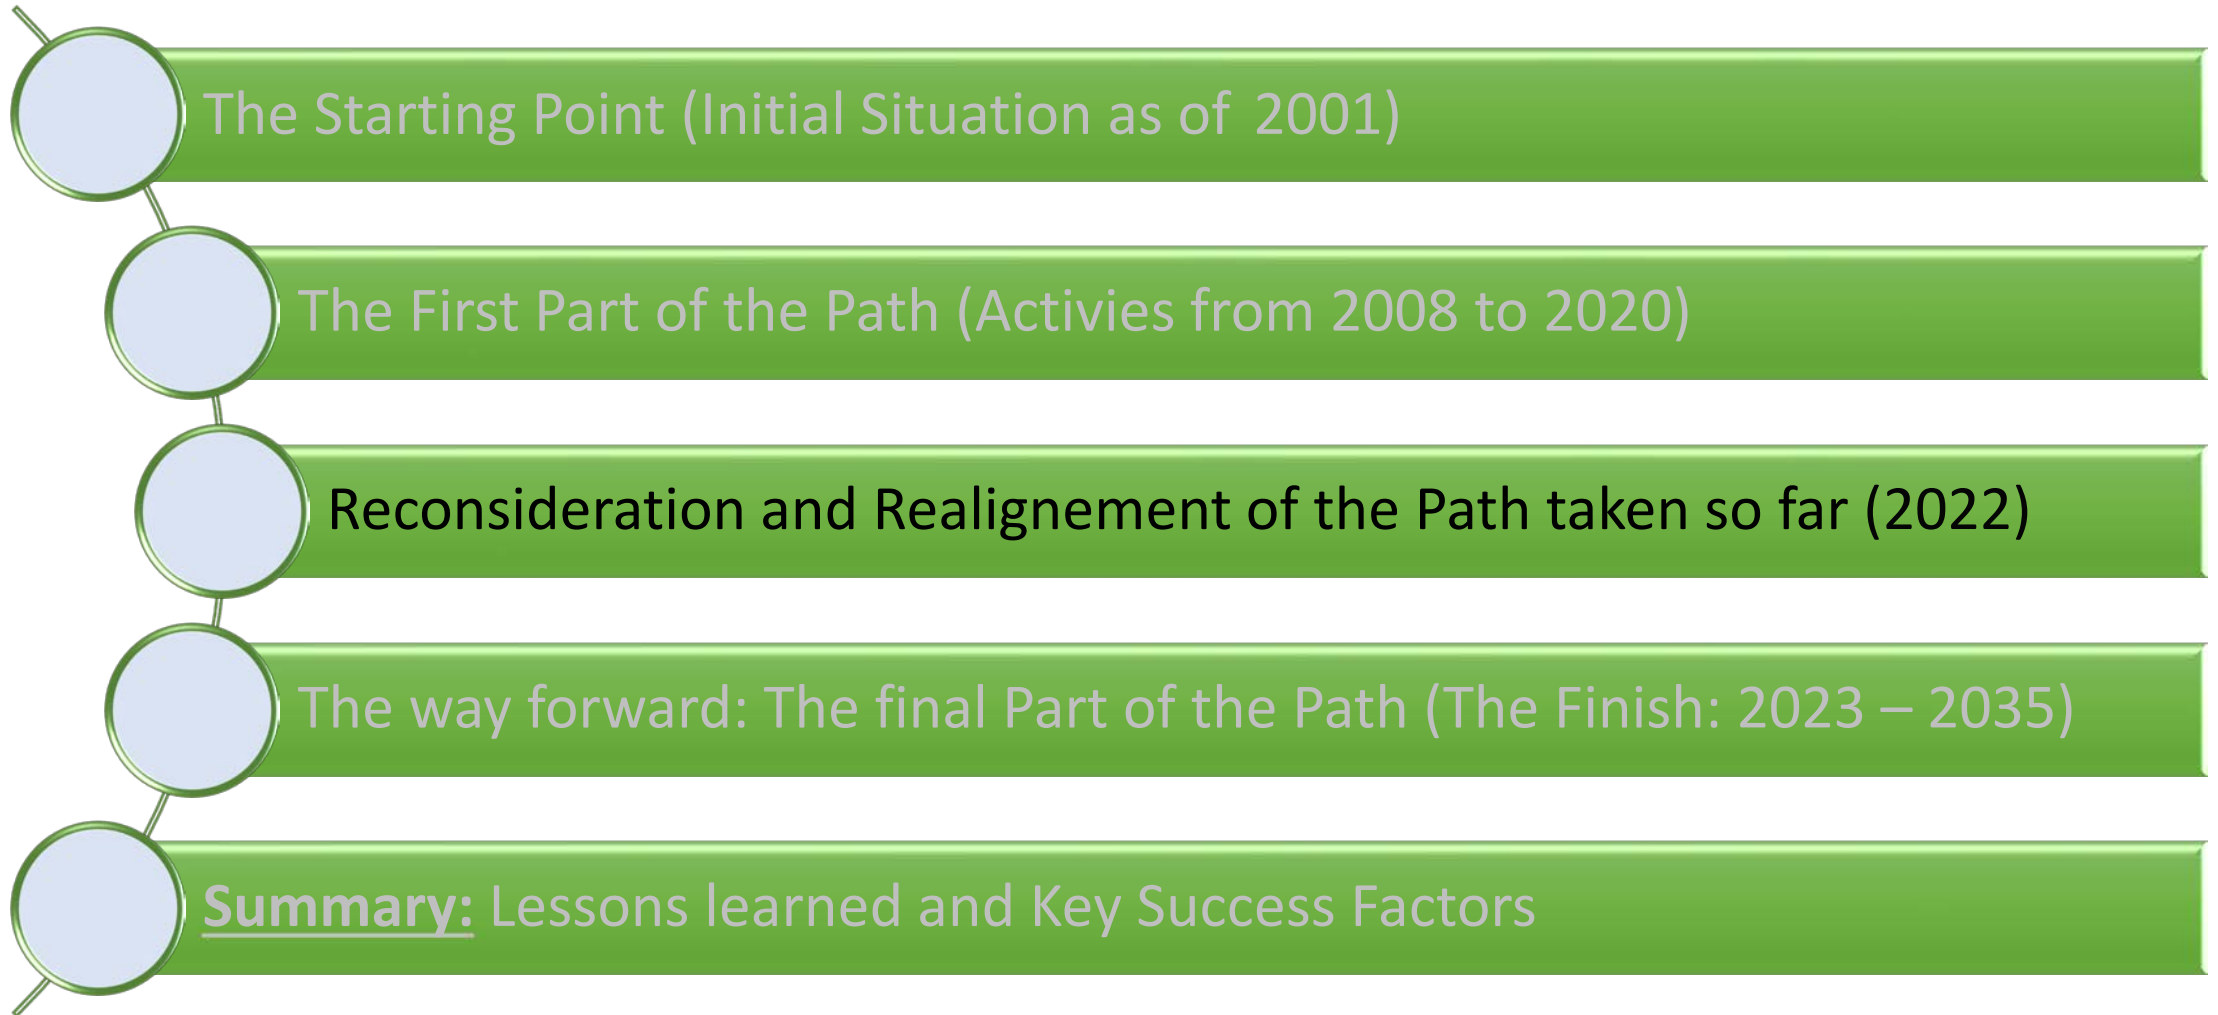 The Starting Point (Initial Situation as of 2001)
The First Part of the Path (Activies from 2008 to 2020)
Reconsideration and Realignement of the Path taken so far (2022)
The way forward: The final Part of the Path (The Finish: 2023 – 2035)
Summary: Lessons learned and Key Success Factors